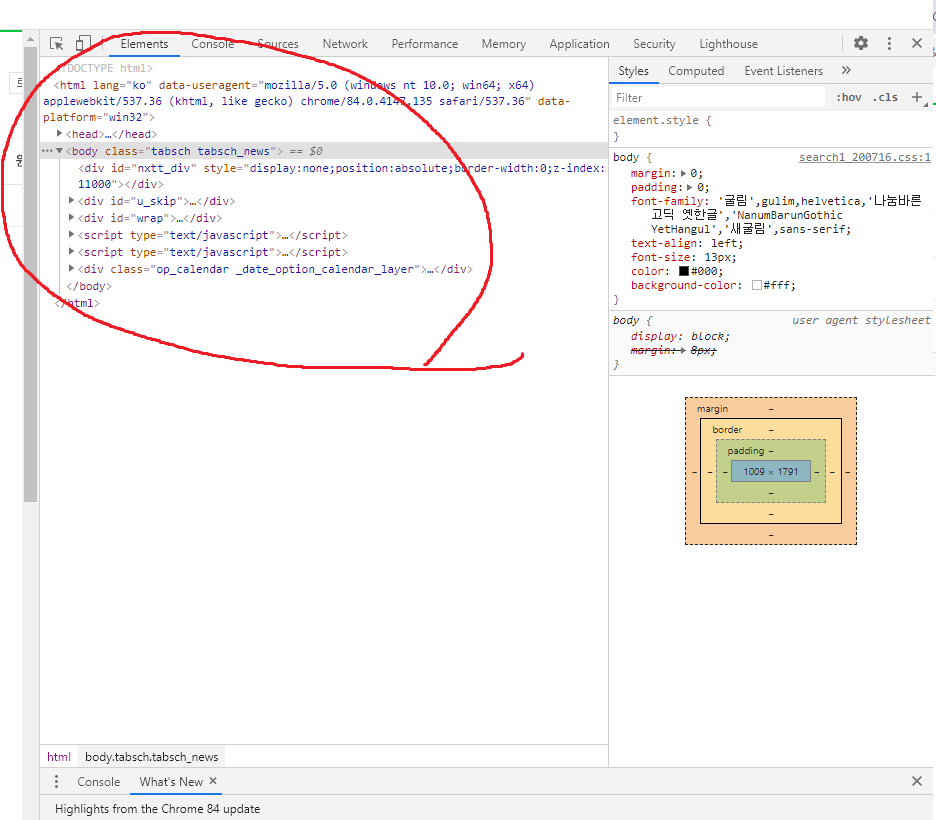 Elements Console Sources Network Performance Memory Application Security Lighthouse
<!DOCTYPE html>
<html lang="ko" data-useragent="mozilla/5.0 (windows nt 10.0; win64; x64)
applewebkit/537.36 (khtml, like gecko) chrome/84.0.4147.135 safari/537.36" data-
platform="win32">
<head>…</head>
<body class="tabsch tabsch_news">…  == $0
<div id="nxtt_div" style="display:none;position:absolute;border-width:0;z-index:
11000"></div>
<div id="u_skip">…</div>
<div id="wrap">…</div>
<script type="text/javascript">…</script>
<script type="text/javascript">…</script>
<div class="op_calendar _date_option_calendar_layer">…</div>
</body>
</html>
html body.tabsch.tabsch_news
Styles Computed Event Listeners »
Filter :hov .cls +
element.style {
}
body { search1_200716.css:1
margin: 0;
padding: 0;
font-family: '굴림',gulim,helvetica,'나눔바른
고딕 옛한글','NanumBarunGothic
YetHangul','새굴림',sans-serif;
text-align: left;
font-size: 13px;
color: #000;
background-color: #fff;
}
body { user agent stylesheet
display: block;
margin: 8px;
}
margin –
border –
padding –
– – – 1009 × 1791 – – –
–
–
–
Console What's New ×
Highlights from the Chrome 84 update